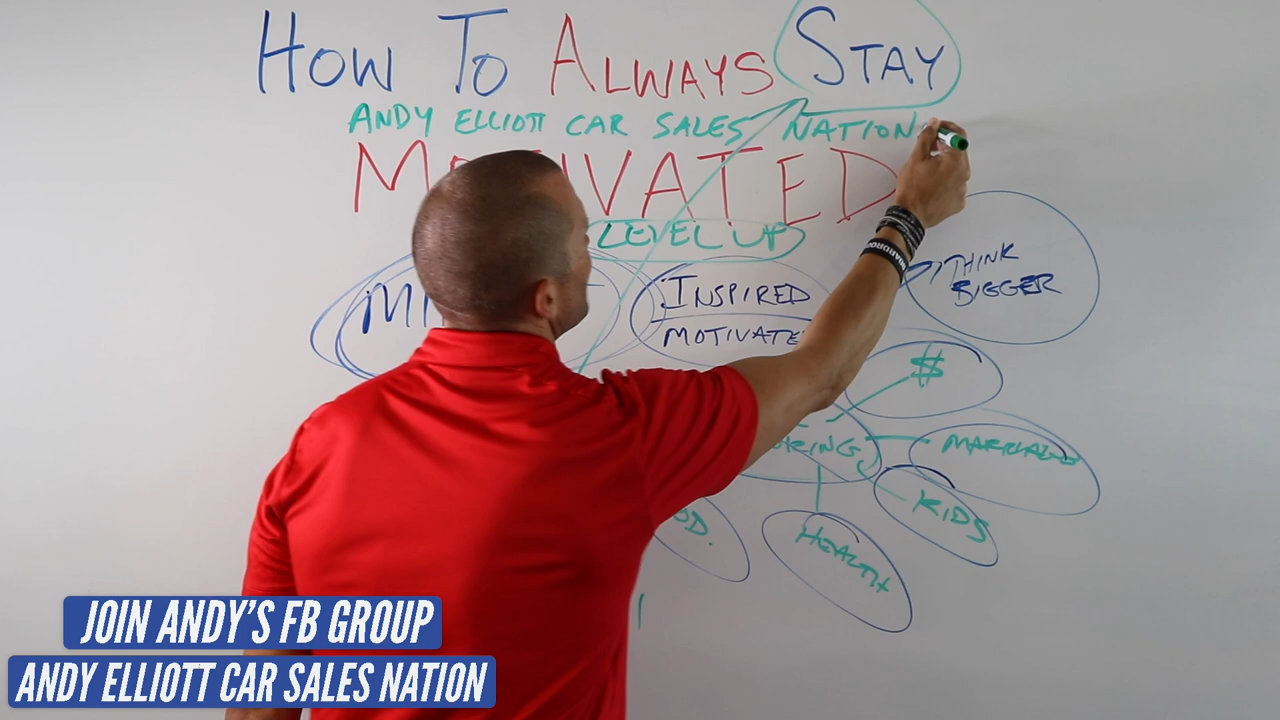 HOW TO ALWAYS STAY
ANDY ELLIOTT CAR SALES NATION
MOTIVATED
LEVEL UP
INSPIRED
MOTIVATE
THINK
BIGGER
$
MARRIAGE
KIDS
HEALTH
JOIN ANDY'S FB GROUP
ANDY ELLIOTT CAR SALES NATION